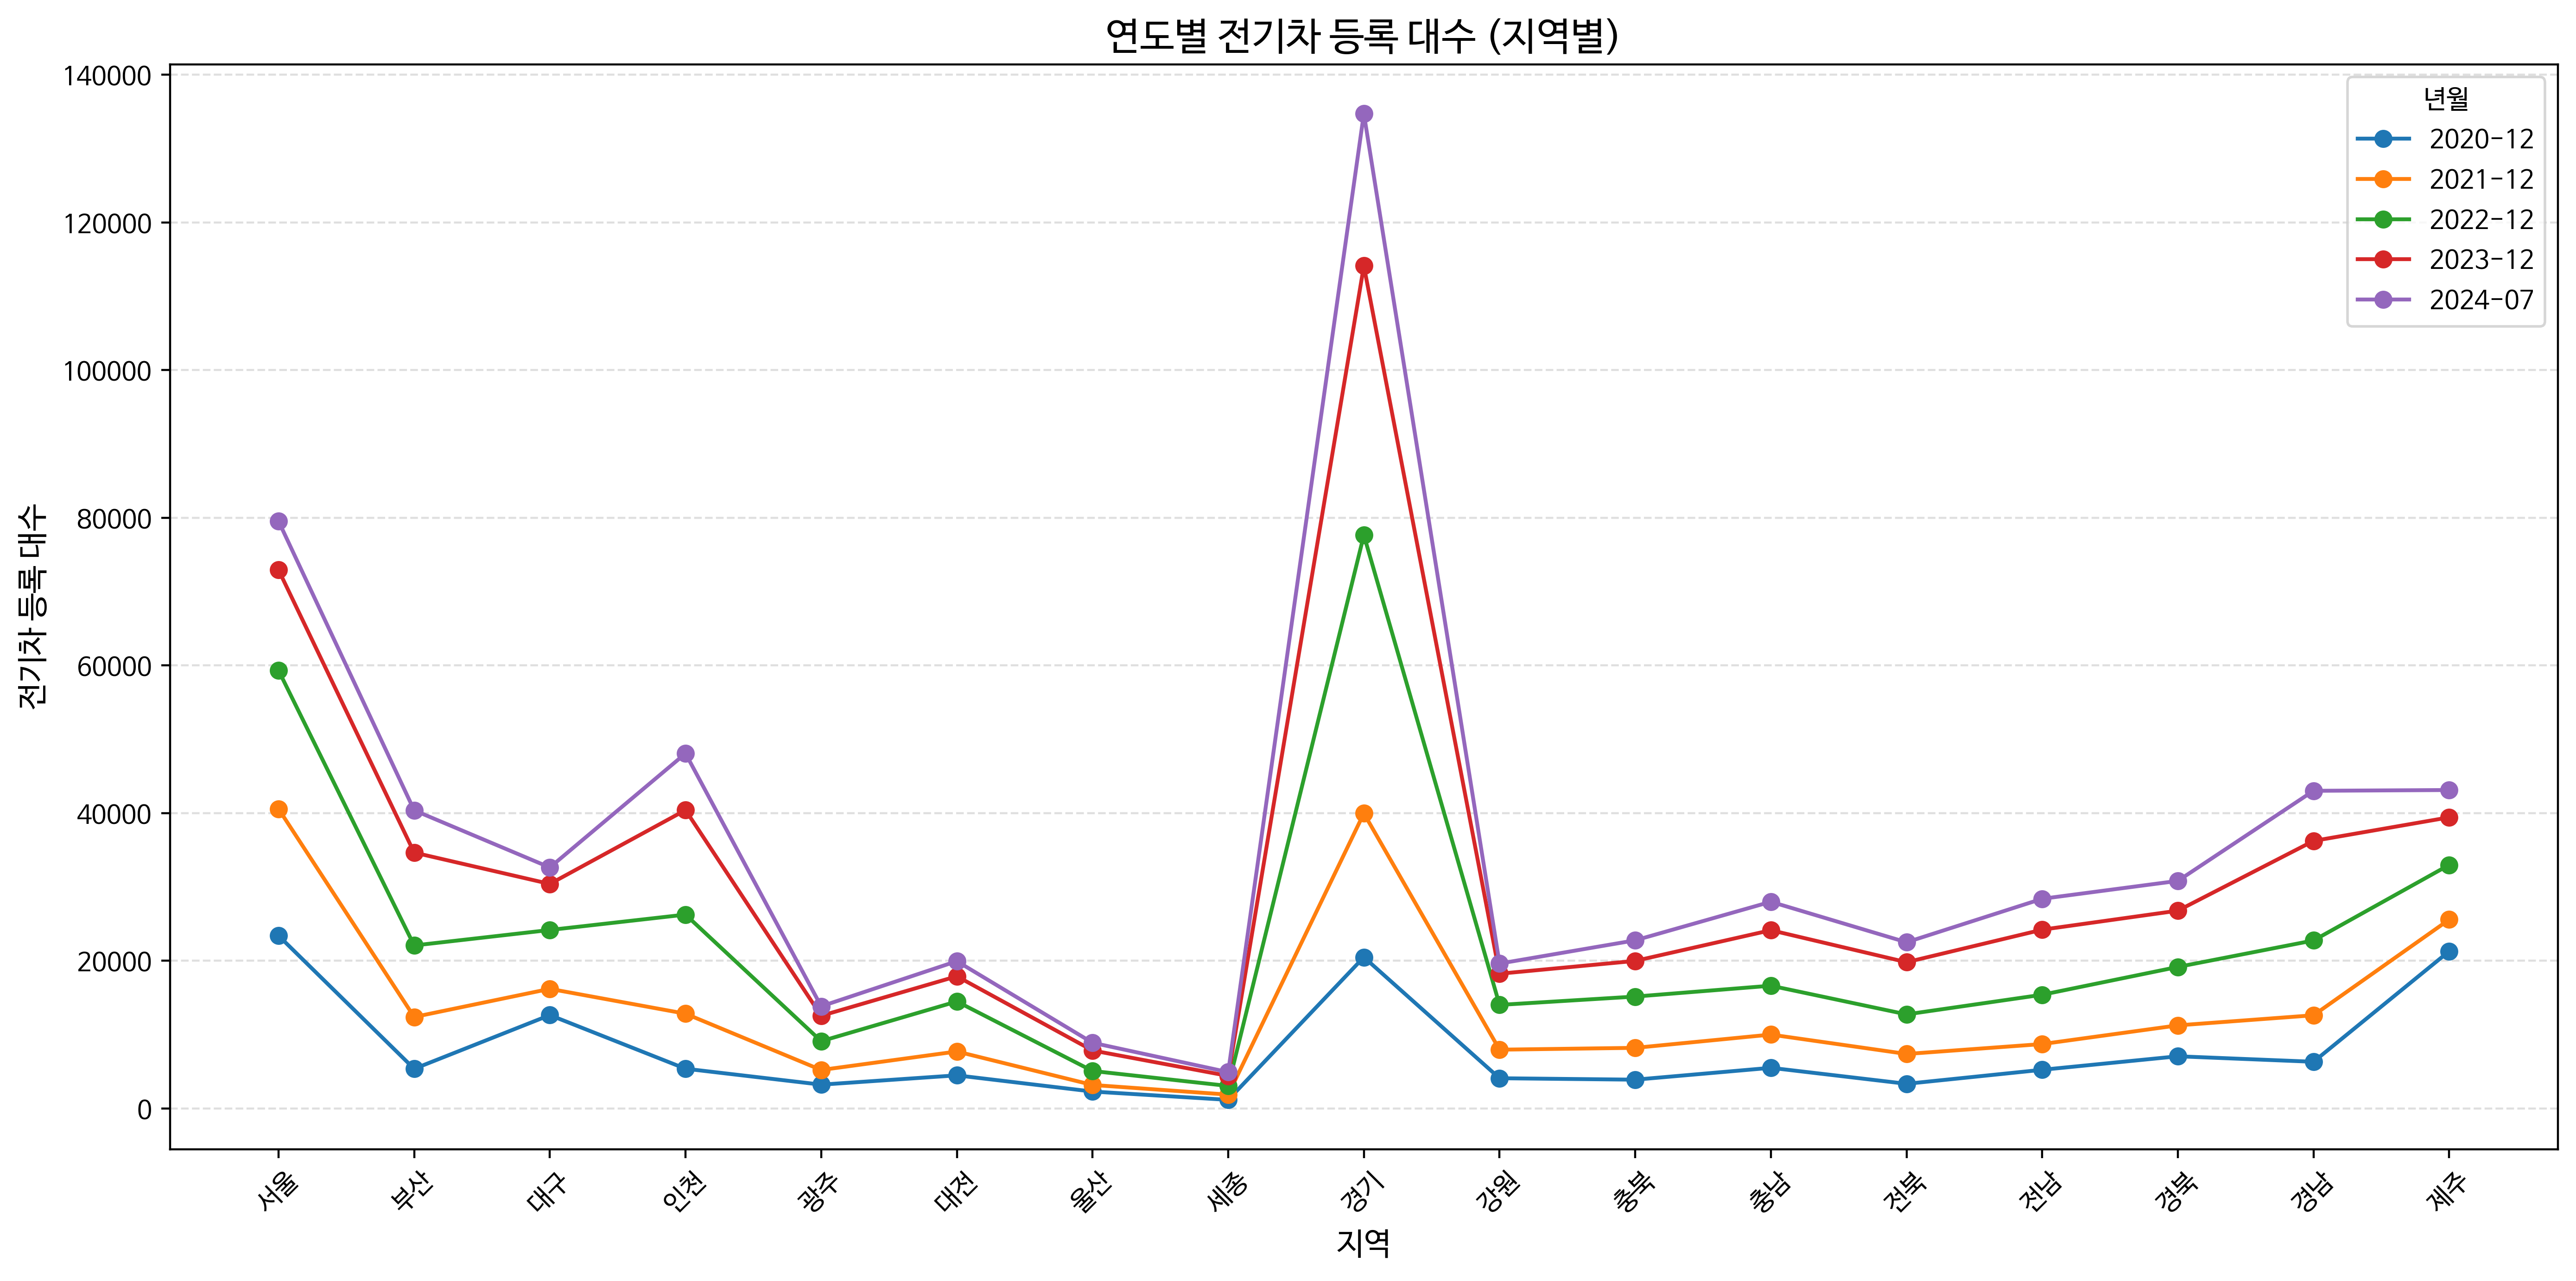 연도별 전기차 등록 대수 (지역별)
전기차 등록 대수
140000
120000
100000
80000
60000
40000
20000
0
년월
2020-12
2021-12
2022-12
2023-12
2024-07
서울
부산
대구
인천
광주
대전
울산
세종
경기
강원
충북
충남
전북
전남
경북
경남
제주
지역